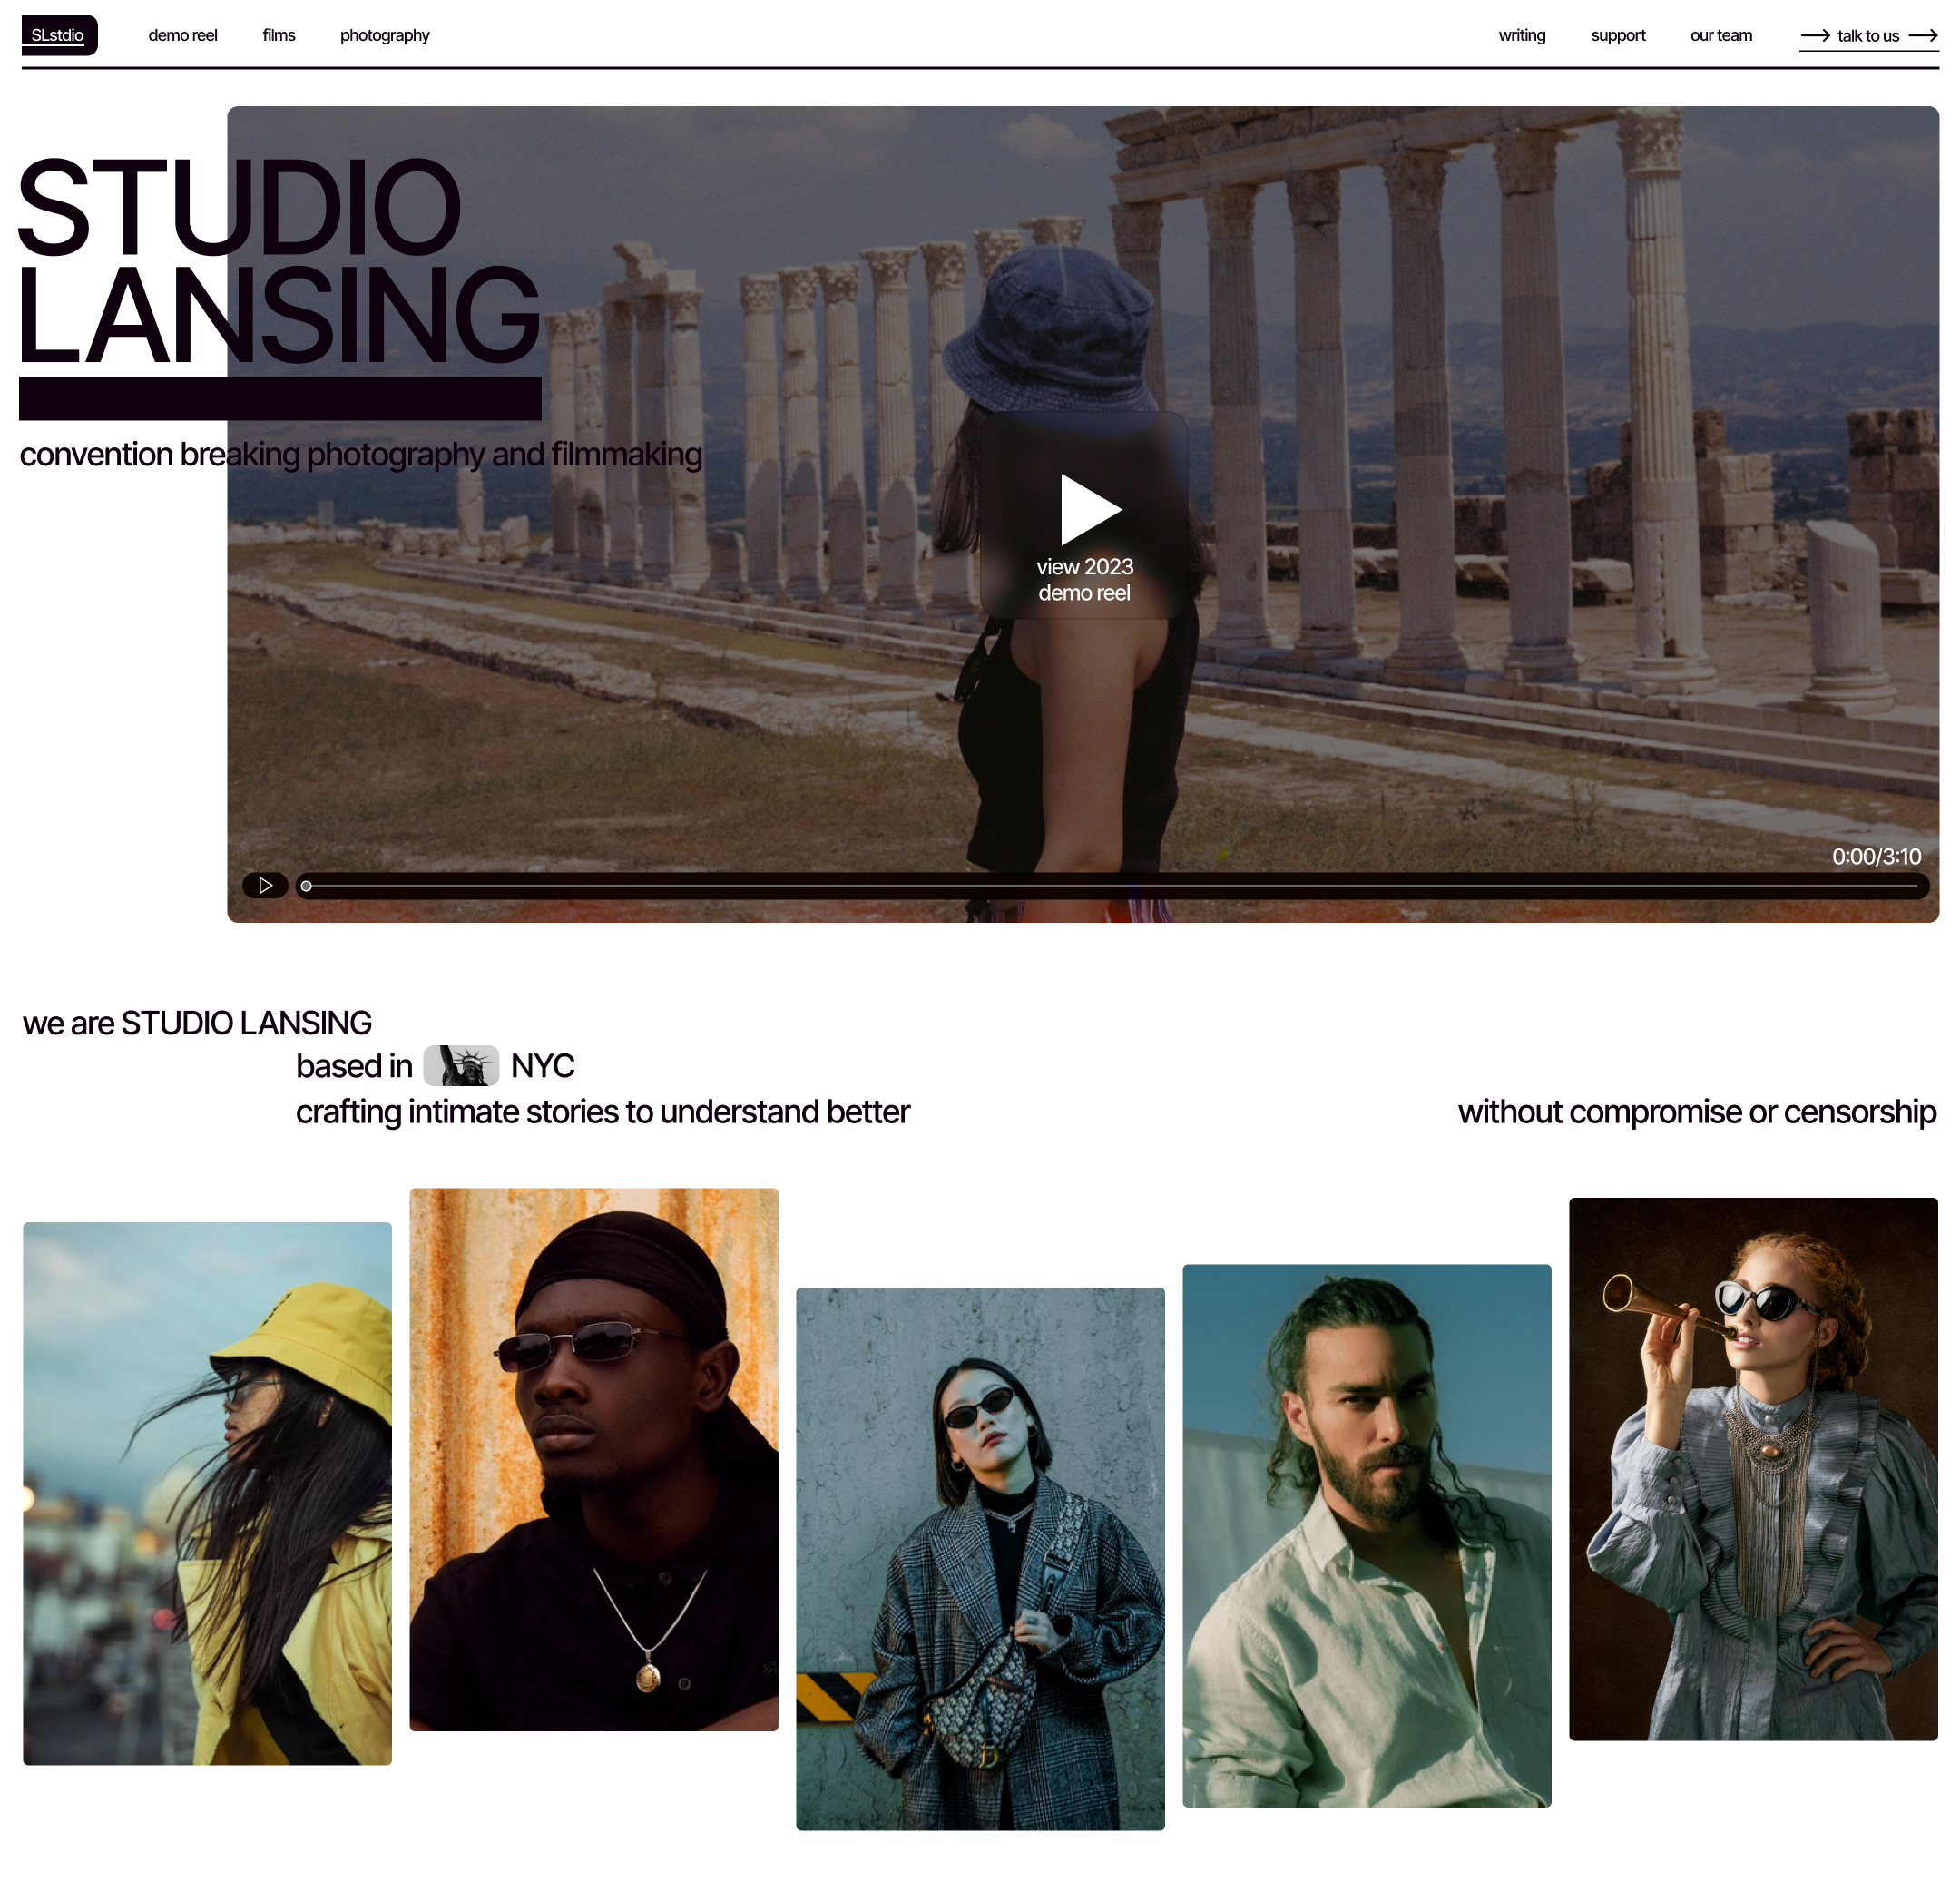 SLstdio
demo reel
films
photography
writing
support
our team
talk to us
STUDIO
LANSING
convention breaking photography and filmmaking
view 2023
demo reel
0:00/3:10
we are STUDIO LANSING
based in NYC
crafting intimate stories to understand better
without compromise or censorship